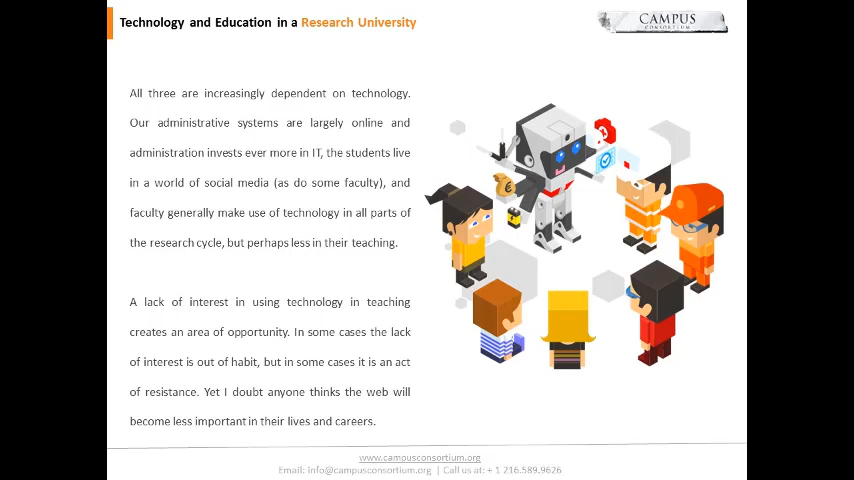 Technology and Education in a Research University
CAMPUS
CONSORTIUM
All three are increasingly dependent on technology.
Our administrative systems are largely online and
administration invests ever more in IT, the students live
in a world of social media (as do some faculty), and
faculty generally make use of technology in all parts of
the research cycle, but perhaps less in their teaching.
A lack of interest in using technology in teaching
creates an area of opportunity. In some cases the lack
of interest is out of habit, but in some cases it is an act
of resistance. Yet I doubt anyone thinks the web will
become less important in their lives and careers.
www.campusconsortium.org
Email: info@campusconsortium.org | Call us at: + 1 216.589.9626